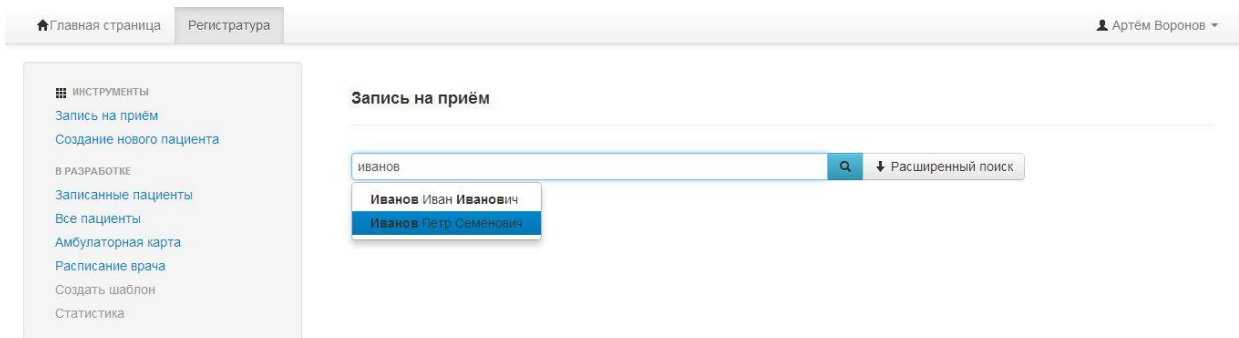 Главная страница Регистратура Артём Воронов
ИНСТРУМЕНТЫ
Запись на приём
Создание нового пациента
В РАЗРАБОТКЕ
Записанные пациенты
Все пациенты
Амбулаторная карта
Расписание врача
Создать шаблон
Статистика
Запись на приём
иванов Расширенный поиск
Иванов Иван Иванович
Иванов Петр Семёнович